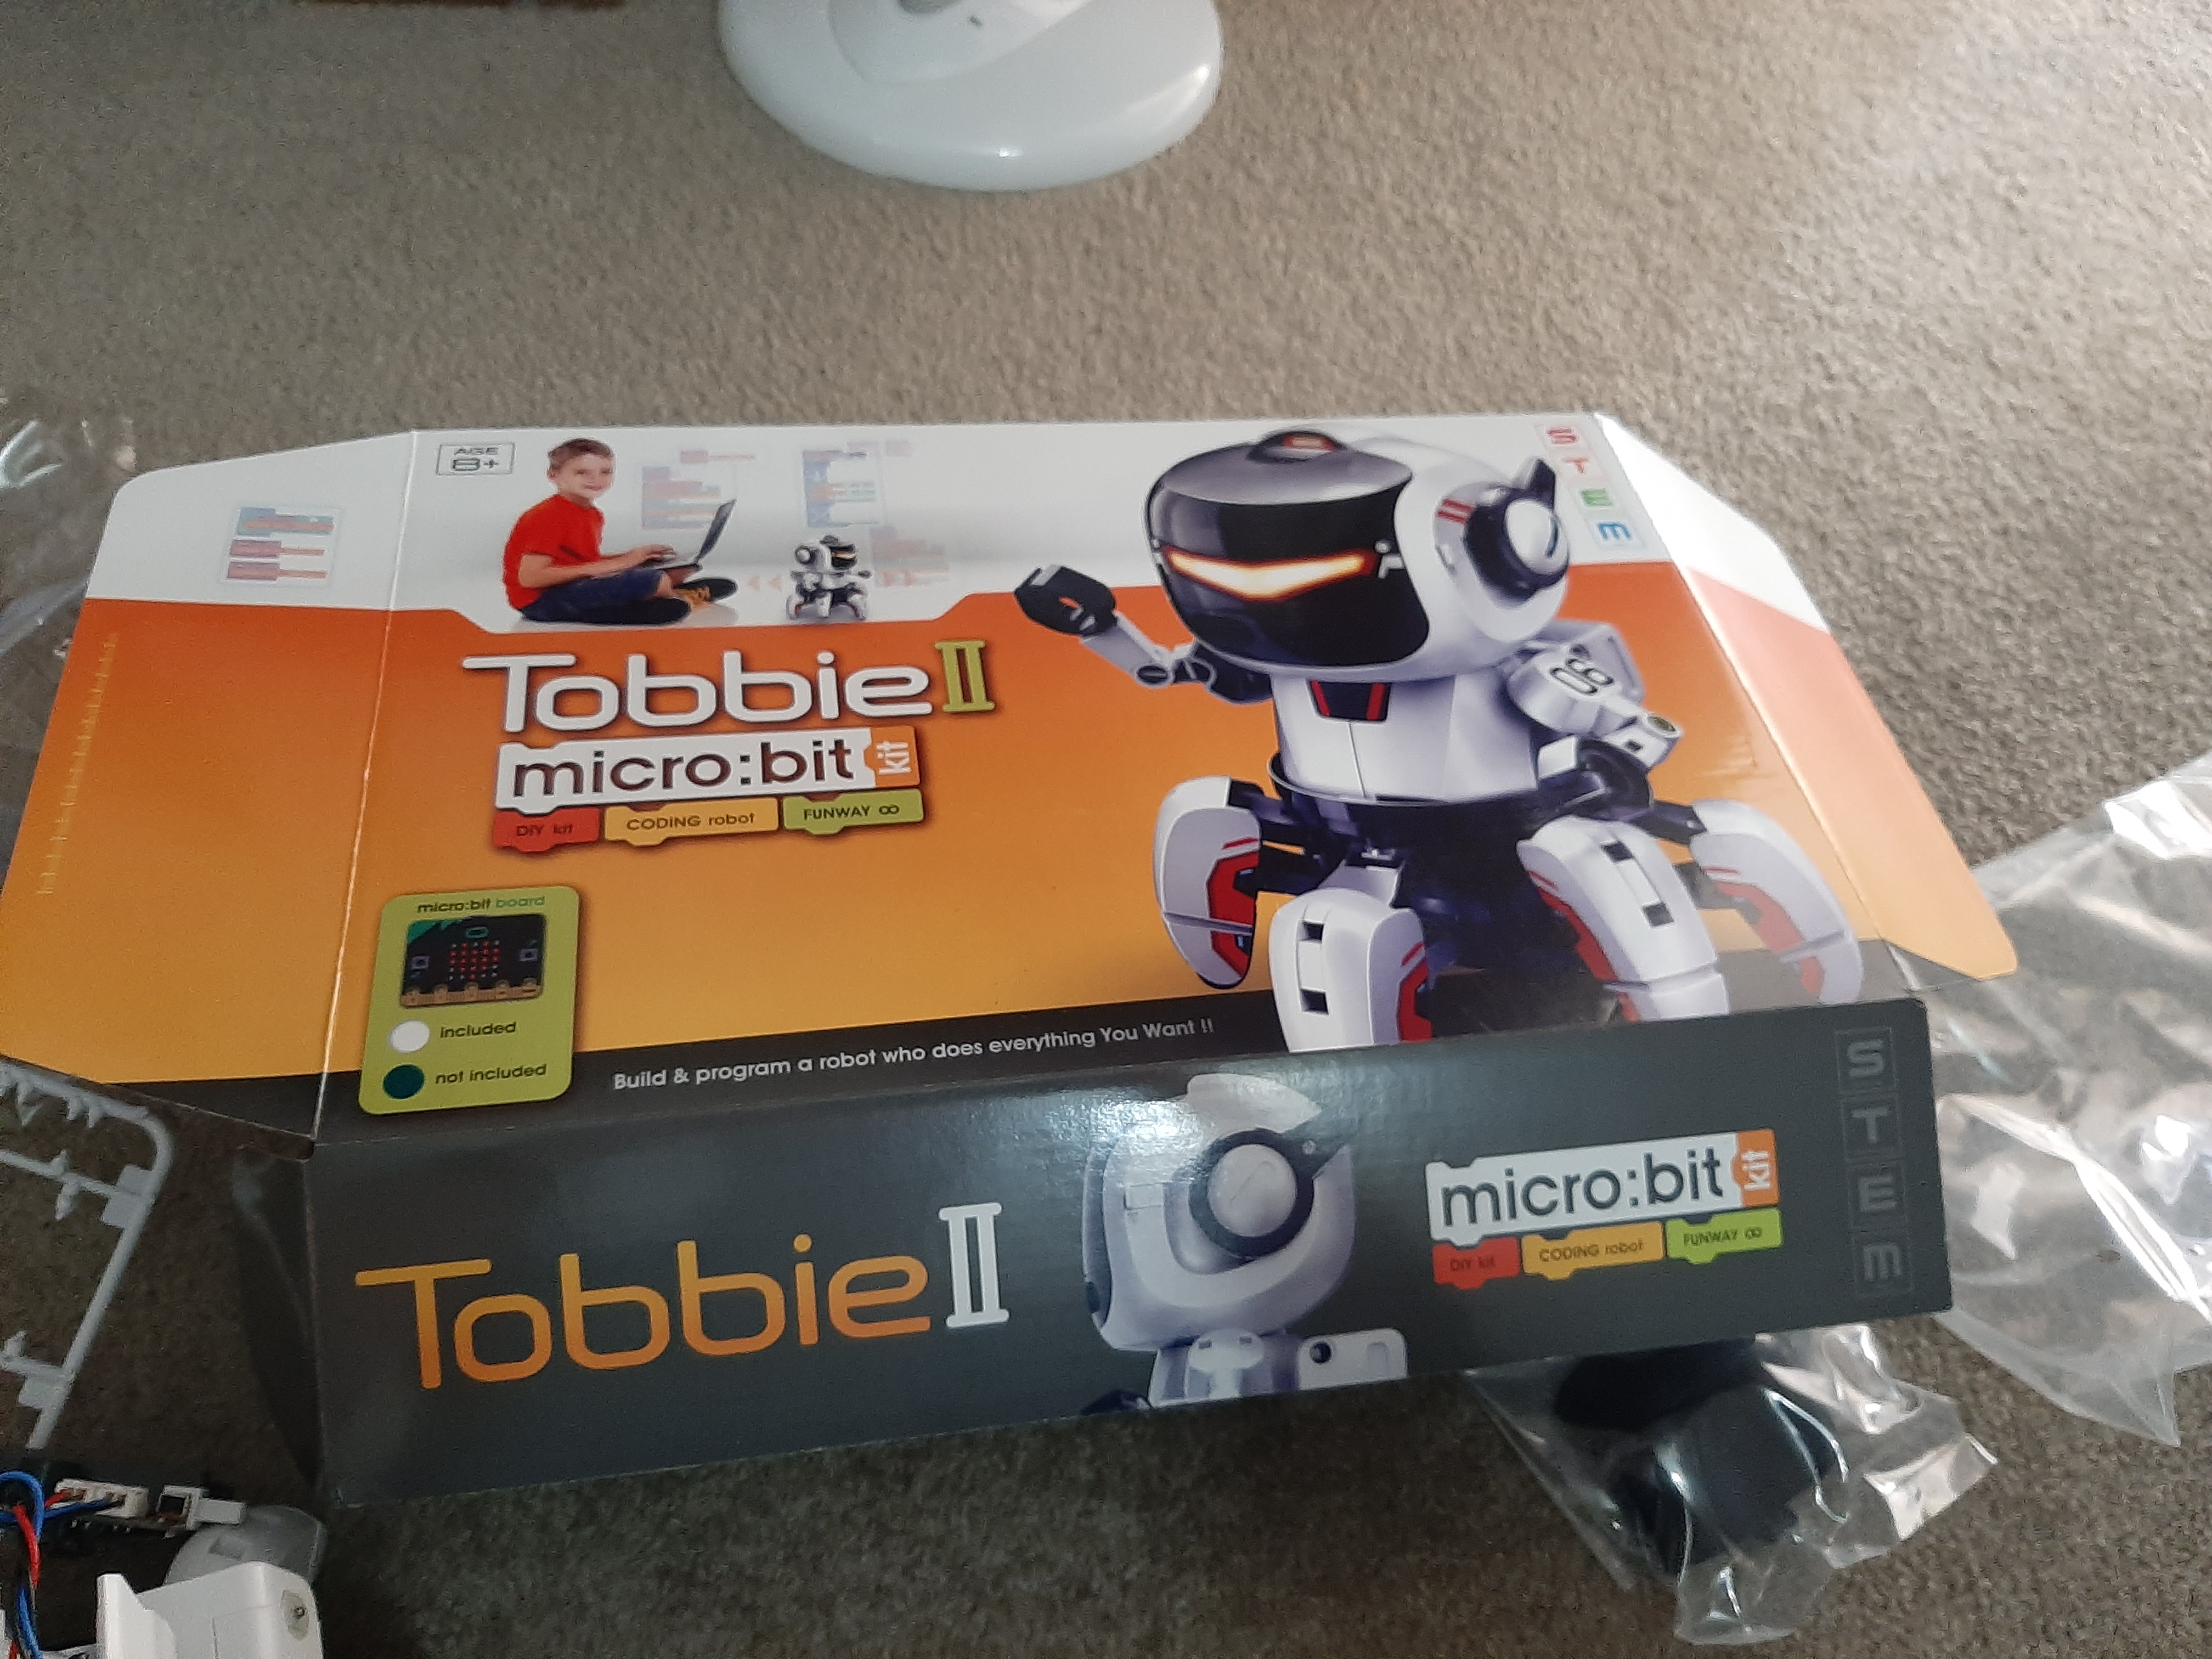 AGE
8+
S
T
E
m
06
Tobbie II
micro:bit kit
DIY kit
CODING robot
FUNWAY ∞
micro:bit board
included
not included
Build & program a robot who does everything You Want !!
Tobbie II
micro:bit kit
DIY kit
CODING robot
FUNWAY ∞
S
T
E
m